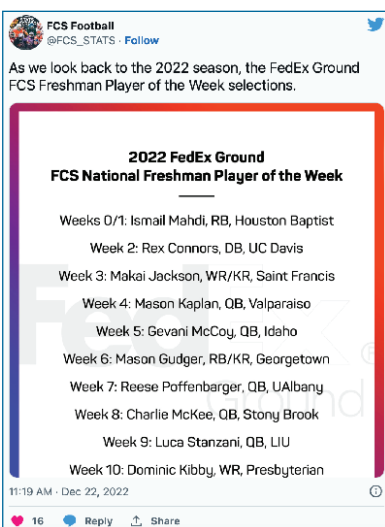 FCS Football
@FCS_STATS · Follow
As we look back to the 2022 season, the FedEx Ground
FCS Freshman Player of the Week selections.
2022 FedEx Ground
FCS National Freshman Player of the Week
Weeks 0/1: Ismail Mahdi, RB, Houston Baptist
Week 2: Rex Connors, DB, UC Davis
Week 3: Makai Jackson, WR/KR, Saint Francis
Week 4: Mason Kaplan, QB, Valparaiso
Week 5: Gevani McCoy, QB, Idaho
Week 6: Mason Gudger, RB/KR, Georgetown
Week 7: Reese Poffenbarger, QB, UAlbany
Week 8: Charlie McKee, QB, Stony Brook
Week 9: Luca Stanzani, QB, LIU
Week 10: Dominic Kibby, WR, Presbyterian
FedEx
Ground
11:19 AM · Dec 22, 2022
16 Reply Share